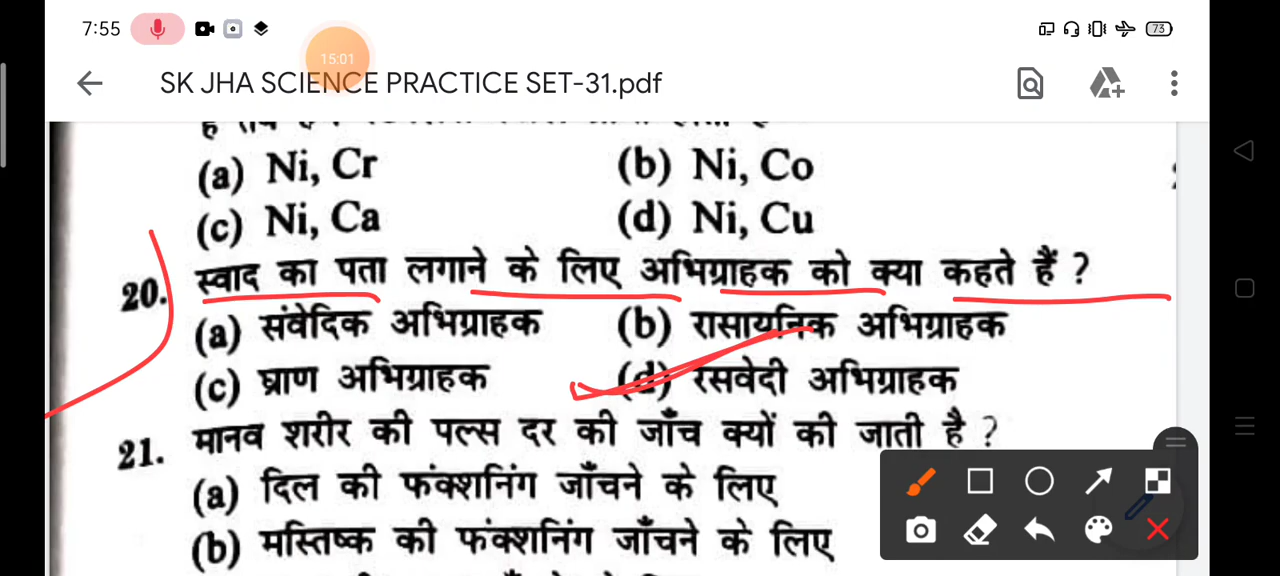 7:55
15:01
73
SK JHA SCIENCE PRACTICE SET-31.pdf
(a) Ni, Cr (b) Ni, Co
(c) Ni, Ca (d) Ni, Cu
20. स्वाद का पता लगाने के लिए अभिग्राहक को क्या कहते हैं ?
(a) संवेदिक अभिग्राहक (b) रासायनिक अभिग्राहक
(c) घ्राण अभिग्राहक (d) रसवेदी अभिग्राहक
21. मानव शरीर की पल्स दर की जाँच क्यों की जाती है ?
(a) दिल की फंक्शनिंग जाँचने के लिए
(b) मस्तिष्क की फंक्शनिंग जाँचने के लिए